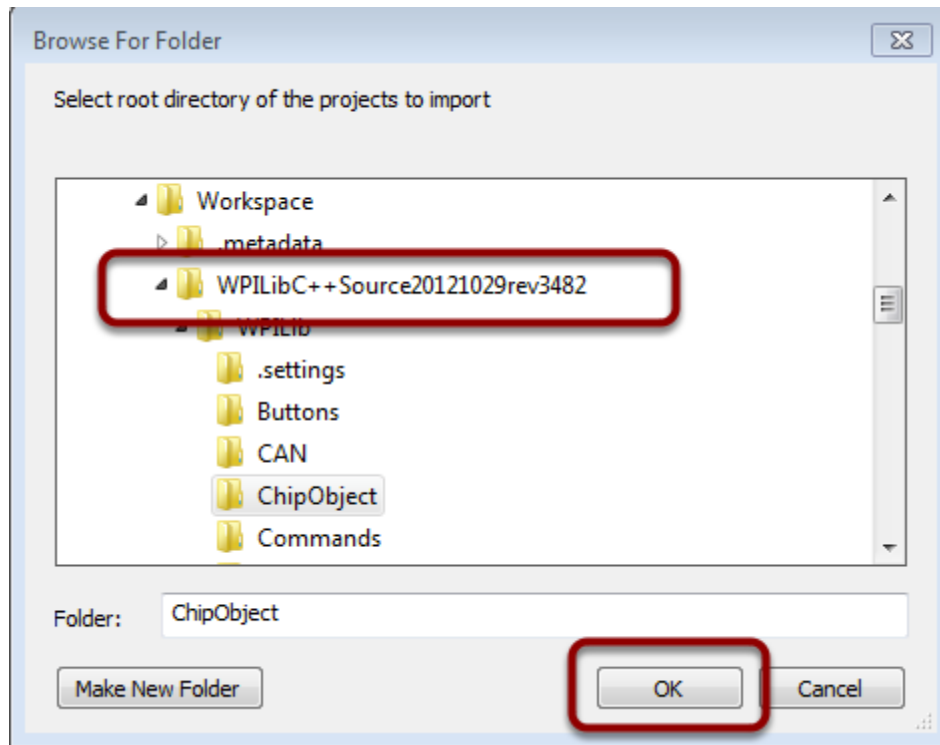 Browse For Folder
Select root directory of the projects to import
Workspace
.metadata
WPILibC++Source20121029rev3482
WPILib
.settings
Buttons
CAN
ChipObject
Commands
Folder: ChipObject
Make New Folder OK Cancel